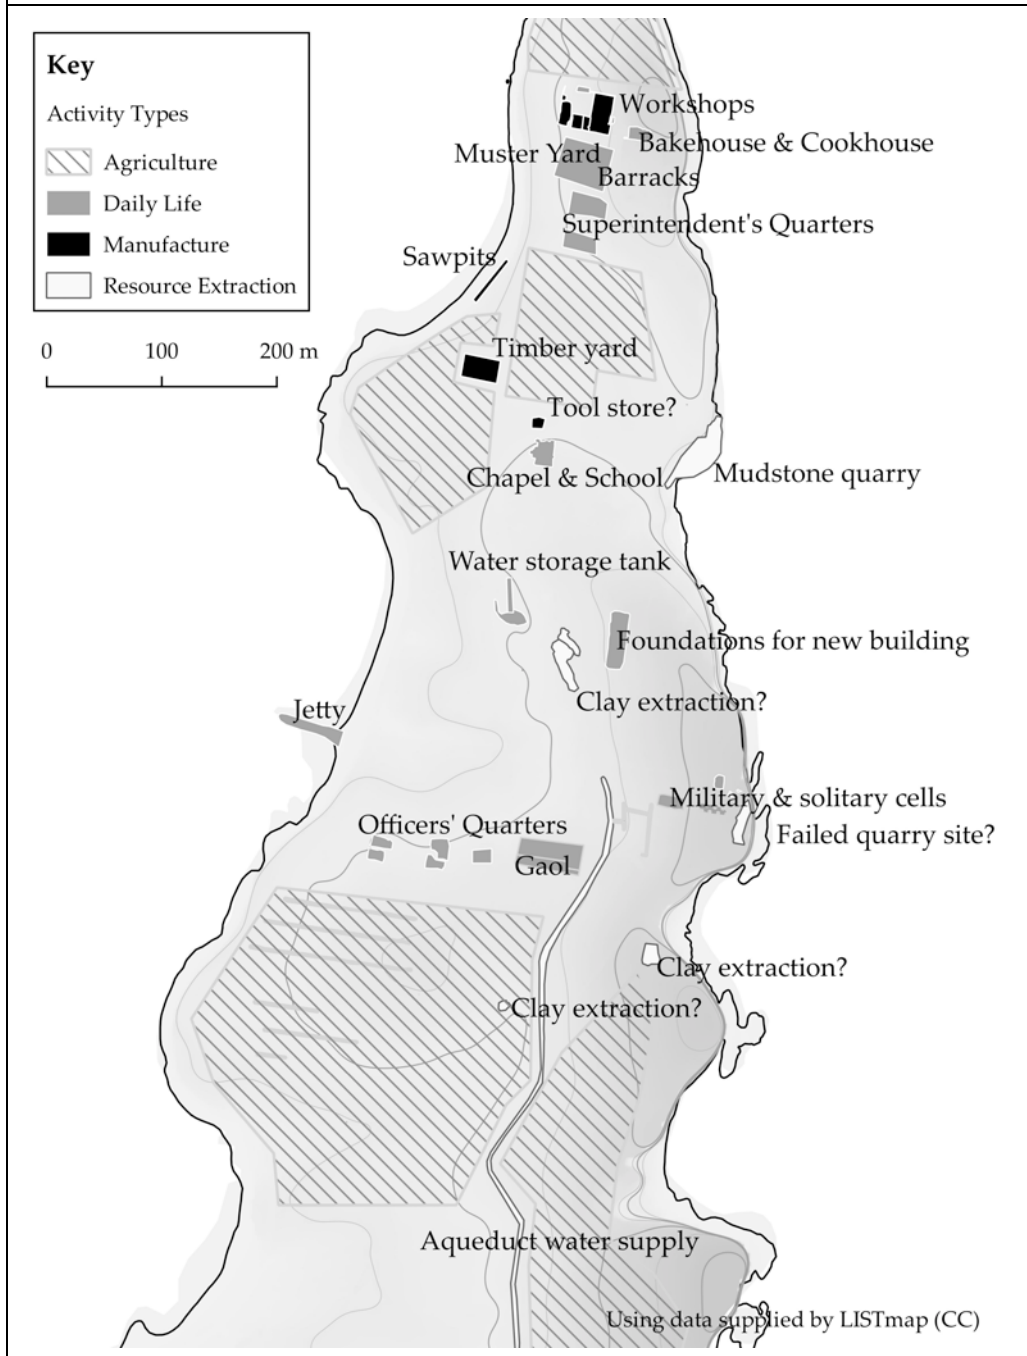 Key
Activity Types
Agriculture
Daily Life
Manufacture
Resource Extraction
0 100 200 m
Workshops
Bakehouse & Cookhouse
Muster Yard
Barracks
Superintendent's Quarters
Sawpits
Timber yard
Tool store?
Chapel & School
Mudstone quarry
Water storage tank
Foundations for new building
Clay extraction?
Jetty
Military & solitary cells
Officers' Quarters
Failed quarry site?
Gaol
Clay extraction?
Clay extraction?
Aqueduct water supply
Using data supplied by LISTmap (CC)